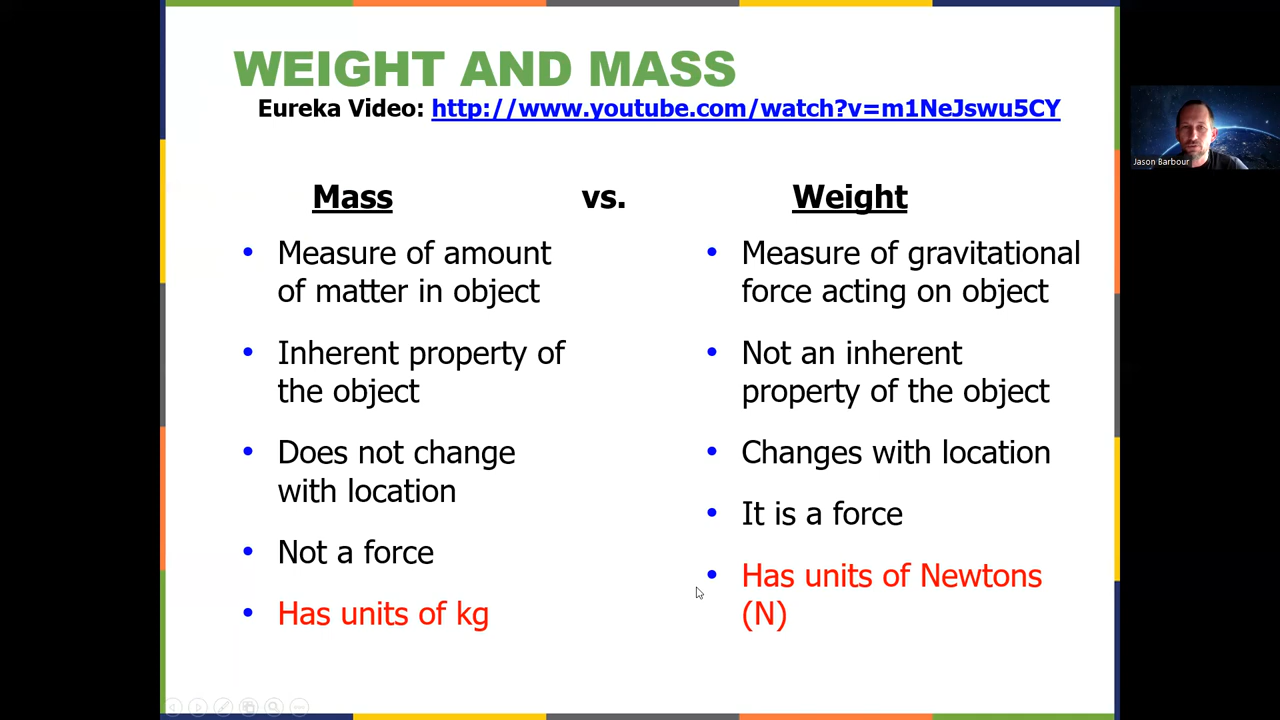 WEIGHT AND MASS
Eureka Video: http://www.youtube.com/watch?v=m1NeJswu5CY
Jason Barbour
Mass vs. Weight
• Measure of amount
of matter in object
• Inherent property of
the object
• Does not change
with location
• Not a force
• Has units of kg
• Measure of gravitational
force acting on object
• Not an inherent
property of the object
• Changes with location
• It is a force
• Has units of Newtons
(N)